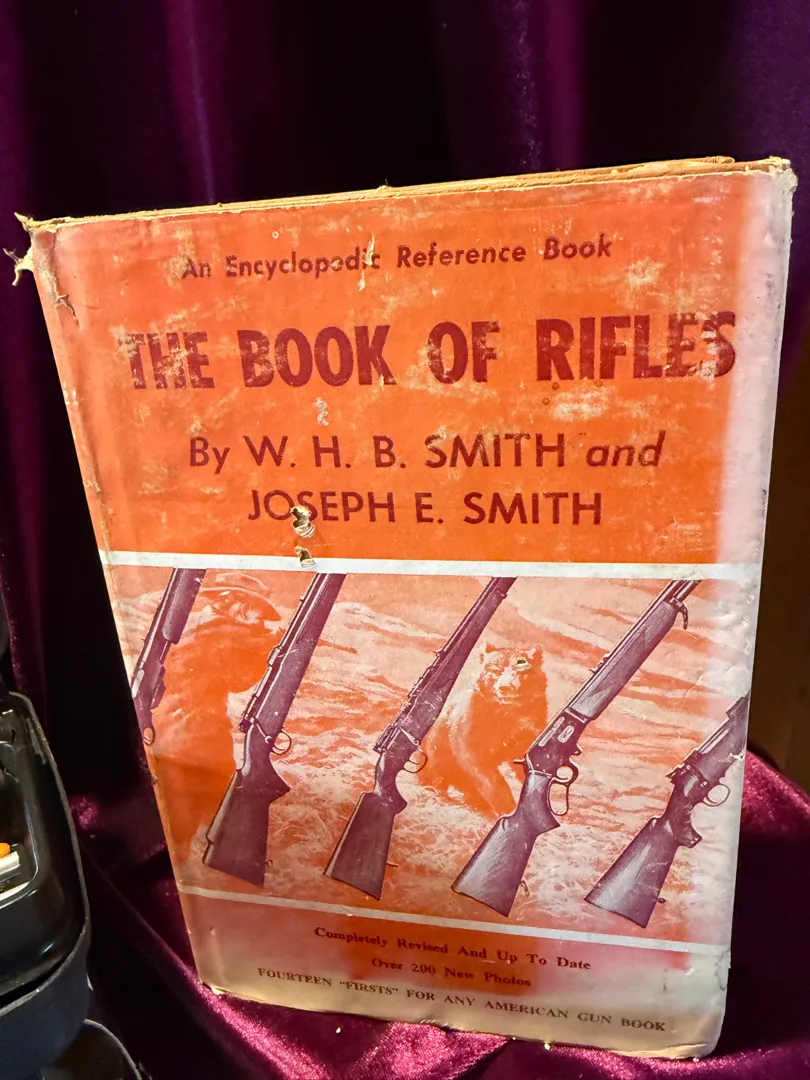 An Encyclopedic Reference Book
THE BOOK OF RIFLES
By W. H. B. SMITH and
JOSEPH E. SMITH
Completely Revised And Up To Date
Over 200 New Photos
FOURTEEN "FIRSTS" FOR ANY AMERICAN GUN BOOK